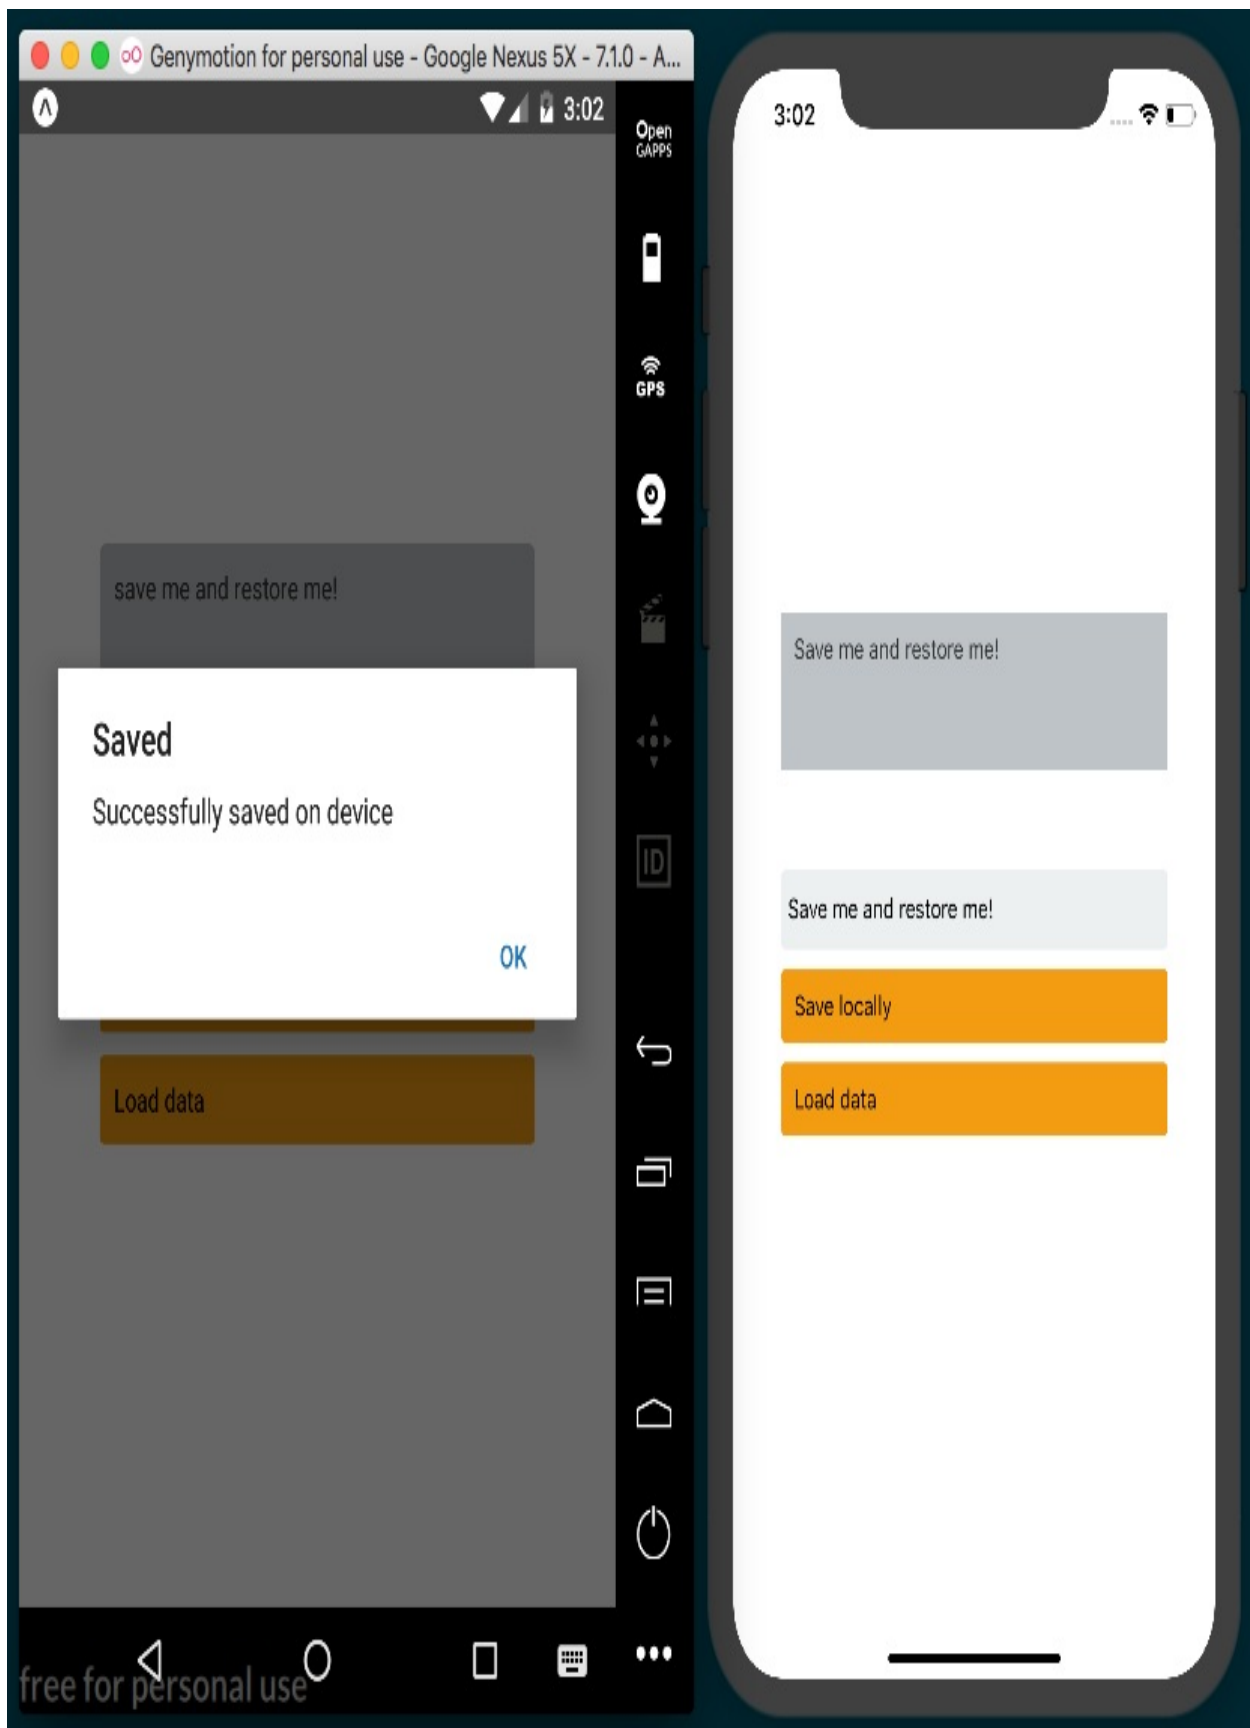 Genymotion for personal use - Google Nexus 5X - 7.1.0 - A...
3:02
Open
GAPPS
GPS
save me and restore me!
Saved
Successfully saved on device
OK
ID
Load data
free for personal use
3:02
Save me and restore me!
Save me and restore me!
Save locally
Load data